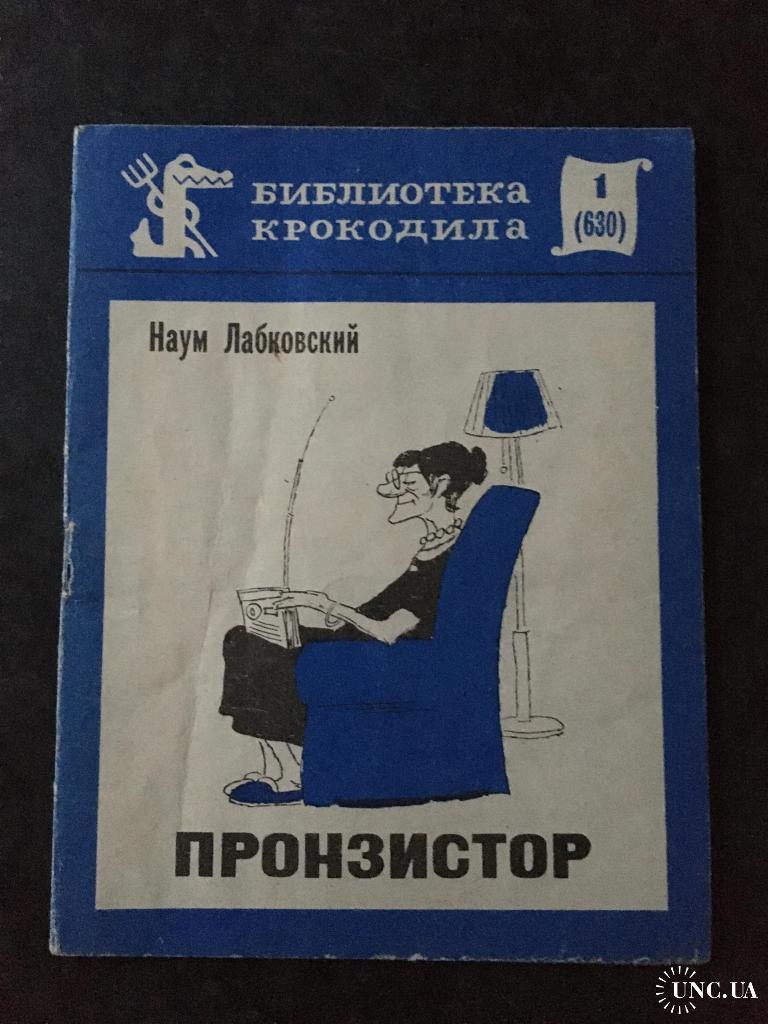 БИБЛИОТЕКА
КРОКОДИЛА
1
(630)
Наум Лабковский
ПРОНЗИСТОР
UNC.UA